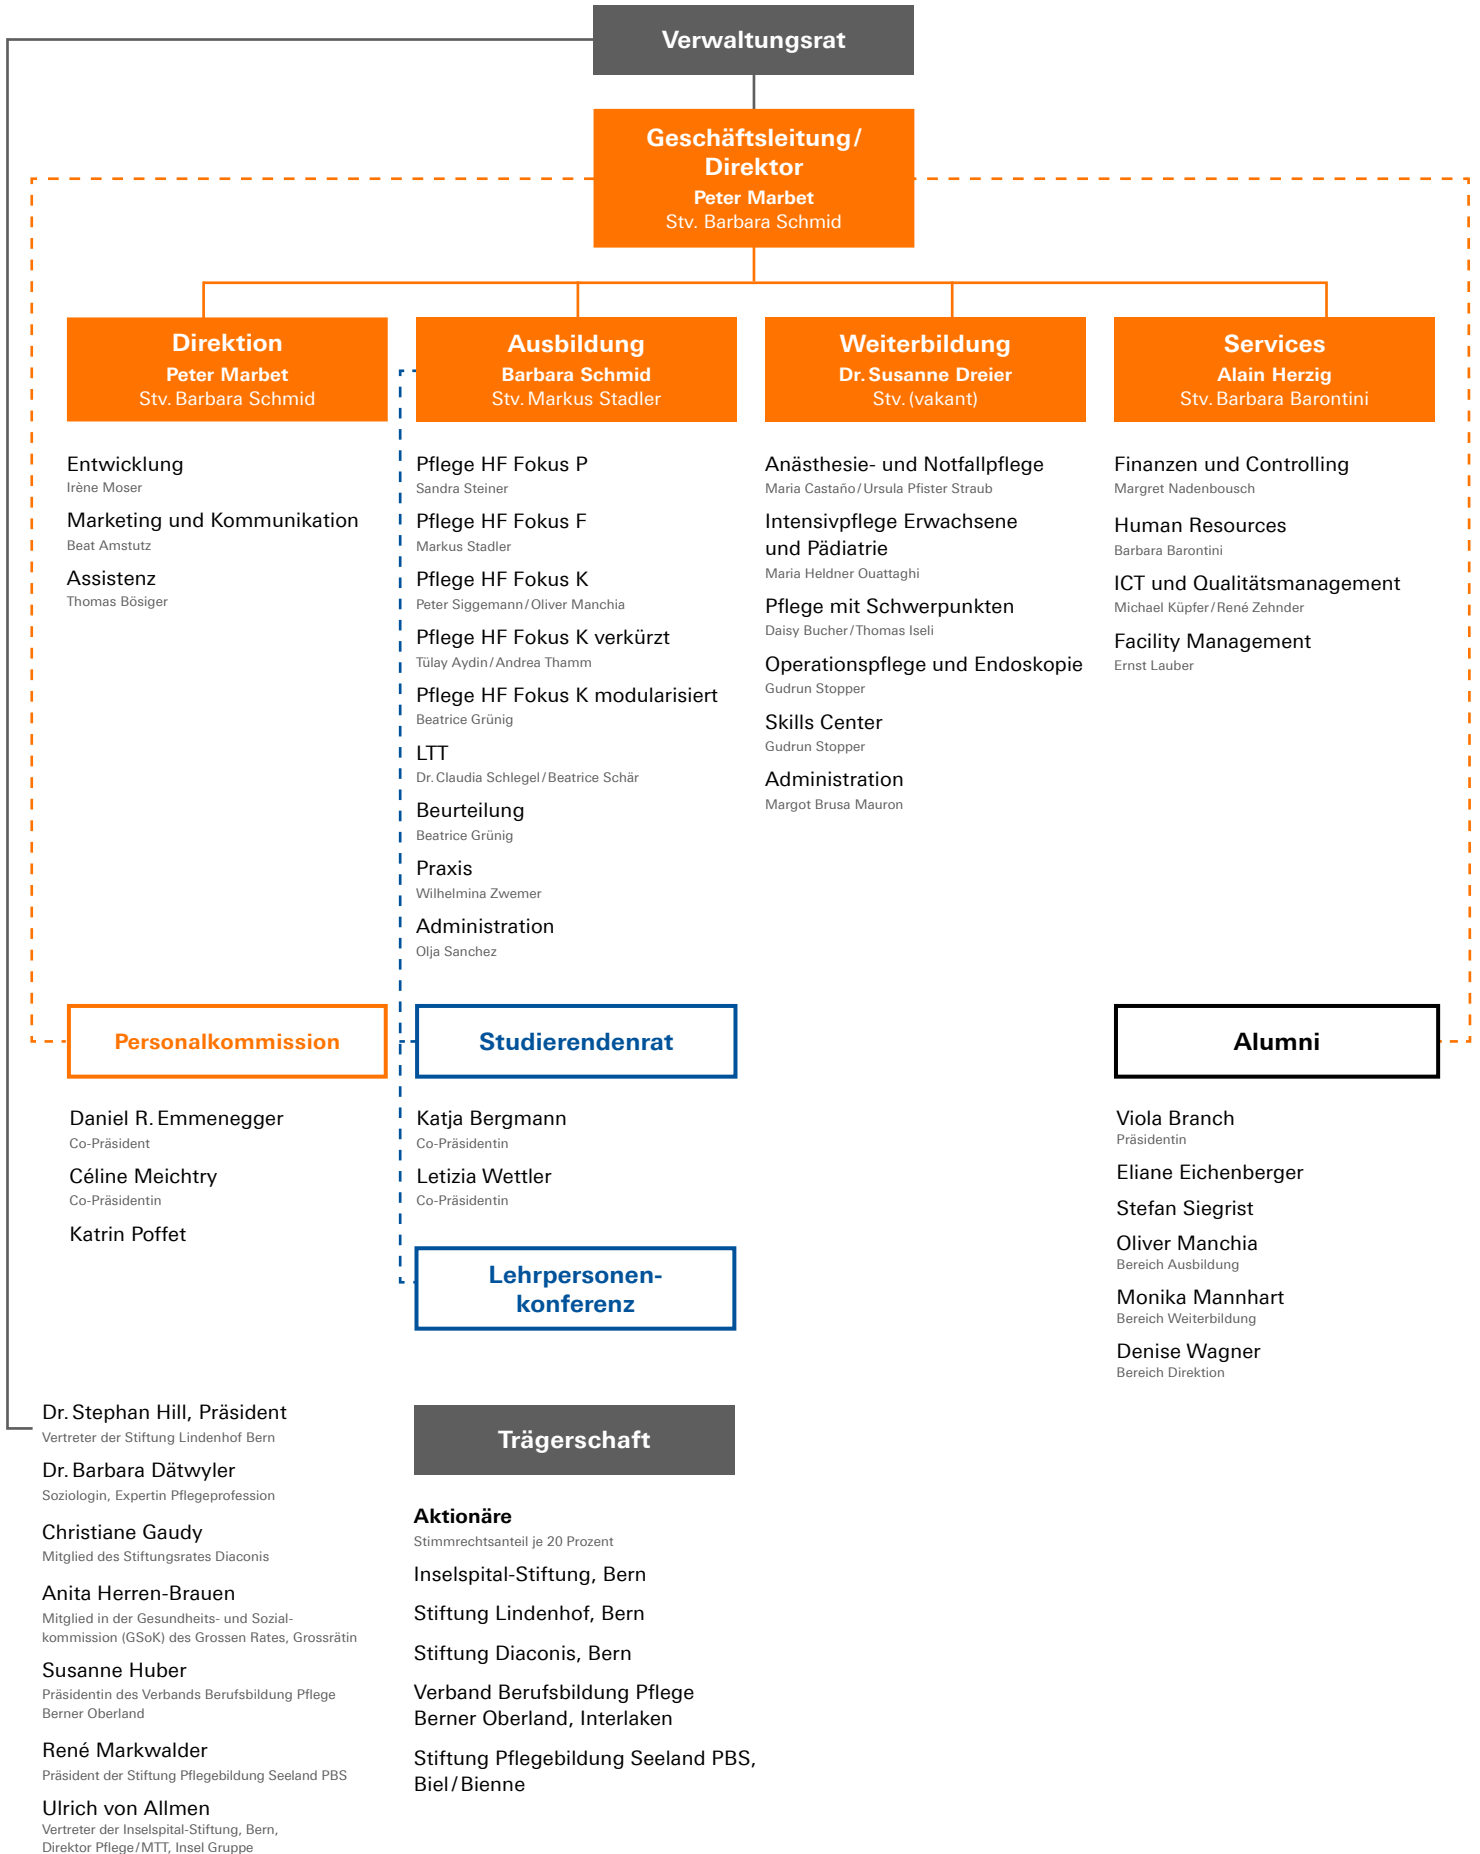 Verwaltungsrat
Geschäftsleitung/
Direktor
Peter Marbet
Stv. Barbara Schmid
Direktion
Peter Marbet
Stv. Barbara Schmid
Entwicklung
Irène Moser
Marketing und Kommunikation
Beat Amstutz
Assistenz
Thomas Bösiger
Ausbildung
Barbara Schmid
Stv. Markus Stadler
Pflege HF Fokus P
Sandra Steiner
Pflege HF Fokus F
Markus Stadler
Pflege HF Fokus K
Peter Siggemann/Oliver Manchia
Pflege HF Fokus K verkürzt
Tülay Aydin/Andrea Thamm
Pflege HF Fokus K modularisiert
Beatrice Grünig
LTT
Dr. Claudia Schlegel/Beatrice Schär
Beurteilung
Beatrice Grünig
Praxis
Wilhelmina Zwemer
Administration
Olja Sanchez
Weiterbildung
Dr. Susanne Dreier
Stv. (vakant)
Anästhesie- und Notfallpflege
Maria Castaño/Ursula Pfister Straub
Intensivpflege Erwachsene
und Pädiatrie
Maria Heldner Ouattaghi
Pflege mit Schwerpunkten
Daisy Bucher/Thomas Iseli
Operationspflege und Endoskopie
Gudrun Stopper
Skills Center
Gudrun Stopper
Administration
Margot Brusa Mauron
Services
Alain Herzig
Stv. Barbara Barontini
Finanzen und Controlling
Margret Nadenbousch
Human Resources
Barbara Barontini
ICT und Qualitätsmanagement
Michael Küpfer/René Zehnder
Facility Management
Ernst Lauber
Personalkommission
Daniel R. Emmenegger
Co-Präsident
Céline Meichtry
Co-Präsidentin
Katrin Poffet
Studierendenrat
Katja Bergmann
Co-Präsidentin
Letizia Wettler
Co-Präsidentin
Lehrpersonen-
konferenz
Alumni
Viola Branch
Präsidentin
Eliane Eichenberger
Stefan Siegrist
Oliver Manchia
Bereich Ausbildung
Monika Mannhart
Bereich Weiterbildung
Denise Wagner
Bereich Direktion
Dr. Stephan Hill, Präsident
Vertreter der Stiftung Lindenhof Bern
Dr. Barbara Dätwyler
Soziologin, Expertin Pflegeprofession
Christiane Gaudy
Mitglied des Stiftungsrates Diaconis
Anita Herren-Brauen
Mitglied in der Gesundheits- und Sozial-
kommission (GSoK) des Grossen Rates, Grossrätin
Susanne Huber
Präsidentin des Verbands Berufsbildung Pflege
Berner Oberland
René Markwalder
Präsident der Stiftung Pflegebildung Seeland PBS
Ulrich von Allmen
Vertreter der Inselspital-Stiftung, Bern,
Direktor Pflege/MTT, Insel Gruppe
Trägerschaft
Aktionäre
Stimmrechtsanteil je 20 Prozent
Inselspital-Stiftung, Bern
Stiftung Lindenhof, Bern
Stiftung Diaconis, Bern
Verband Berufsbildung Pflege
Berner Oberland, Interlaken
Stiftung Pflegebildung Seeland PBS,
Biel/Bienne